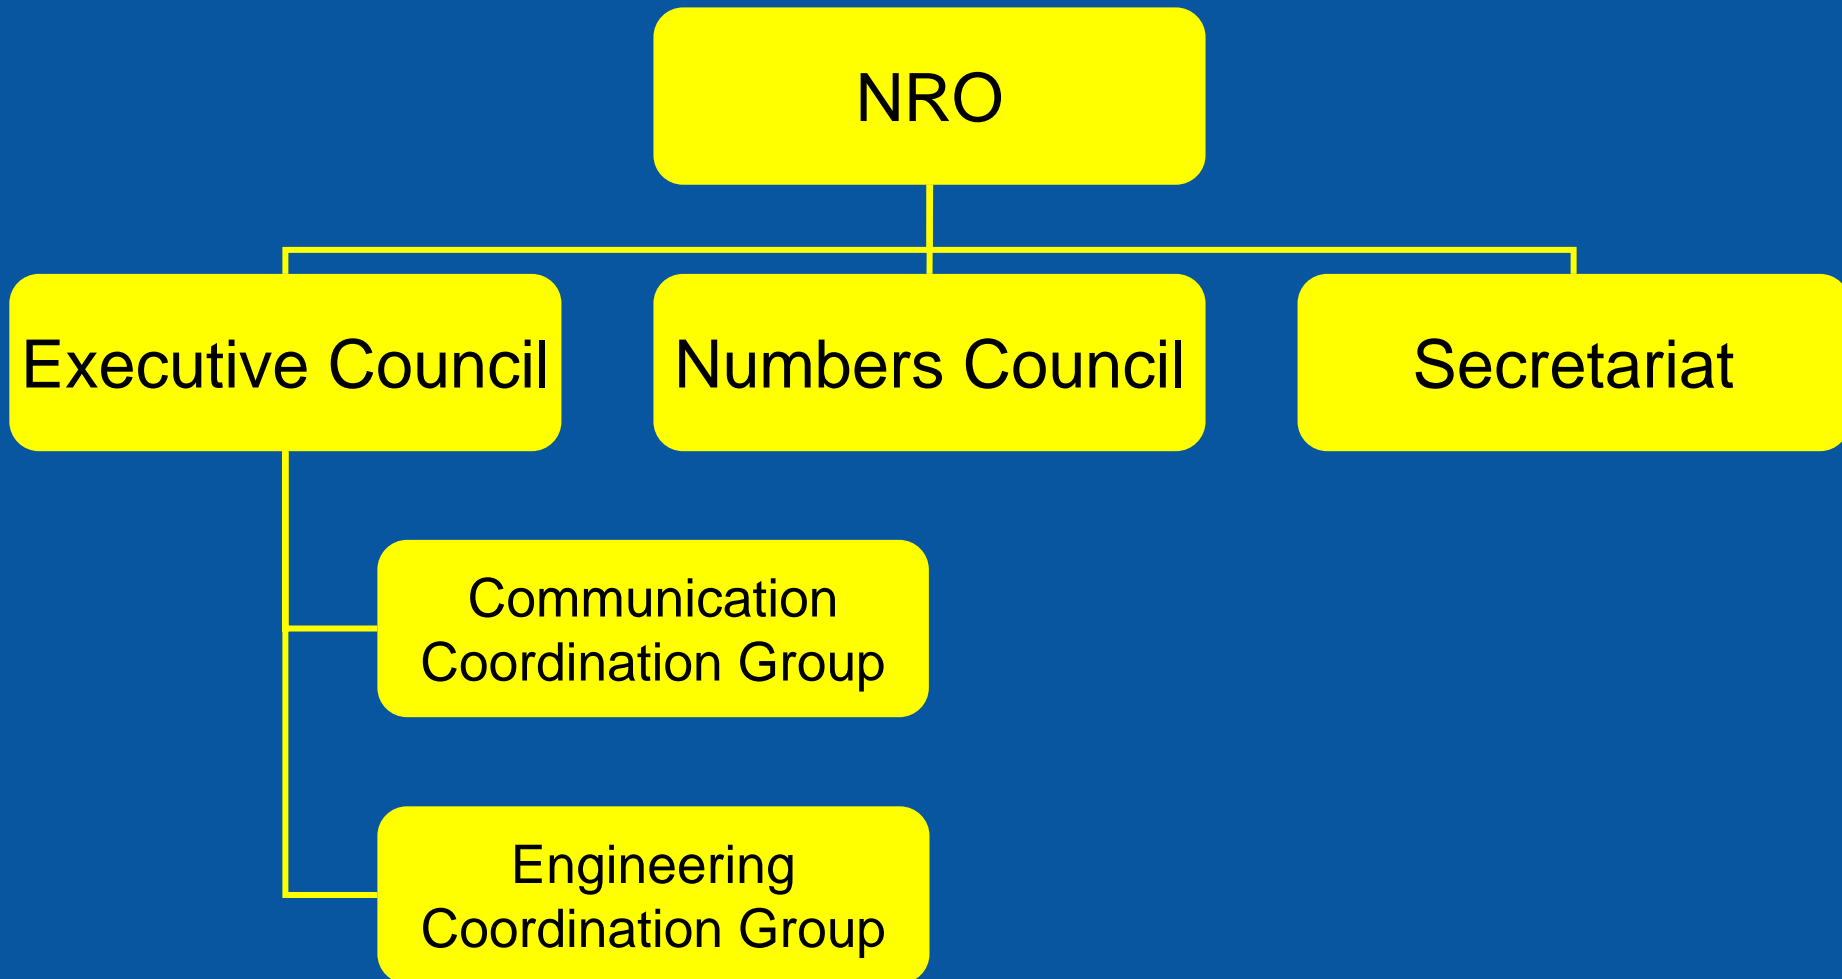 NRO
Executive Council
Numbers Council
Secretariat
Communication
Coordination Group
Engineering
Coordination Group